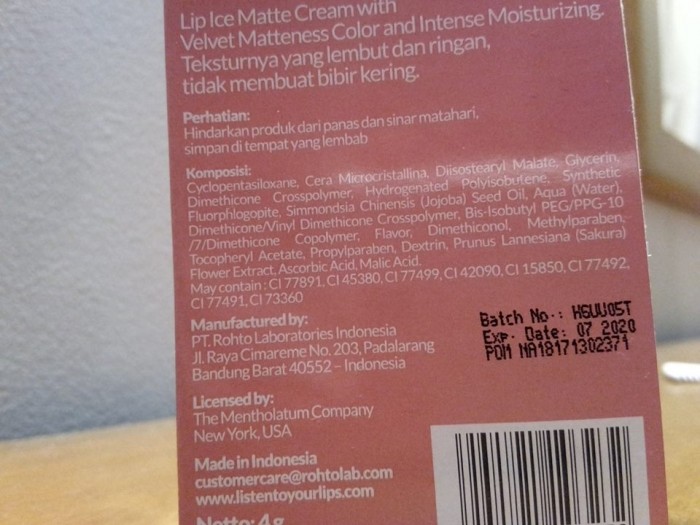 Lip Ice Matte Cream with
Velvet Matteness Color and Intense Moisturizing.
Teksturnya yang lembut dan ringan,
tidak membuat bibir kering.
Perhatian:
Hindarkan produk dari panas dan sinar matahari,
simpan di tempat yang lembab
Komposisi:
Cyclopentasiloxane, Cera Microcristallina, Diisostearyl Malate, Glycerin,
Dimethicone Crosspolymer, Hydrogenated Polyisobutene, Synthetic
Fluorphlogopite, Simmondsia Chinensis (Jojoba) Seed Oil, Aqua (Water),
Dimethicone/Vinyl Dimethicone Crosspolymer, Bis-Isobutyl PEG/PPG-10
/7/Dimethicone Copolymer, Flavor, Dimethiconol, Methylparaben,
Tocopheryl Acetate, Propylparaben, Dextrin, Prunus Lannesiana (Sakura)
Flower Extract, Ascorbic Acid, Malic Acid.
May contain : CI 77891, CI 45380, CI 77499, CI 42090, CI 15850, CI 77492,
CI 77491, CI 73360
Manufactured by:
PT. Rohto Laboratories Indonesia
Jl. Raya Cimareme No. 203, Padalarang
Bandung Barat 40552 – Indonesia
Batch No.: H6UU05T
Exp. Date: 07 2020
POM NA18171302371
Licensed by:
The Mentholatum Company
New York, USA
Made in Indonesia
customercare@rohtolab.com
www.listentoyourlips.com
Netto: 4g